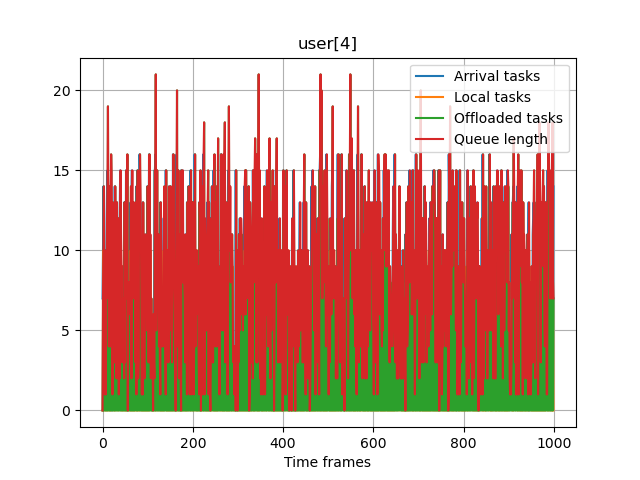 user[4]
Arrival tasks
Local tasks
Offloaded tasks
Queue length
20
15
10
5
0
0 200 400 600 800 1000
Time frames